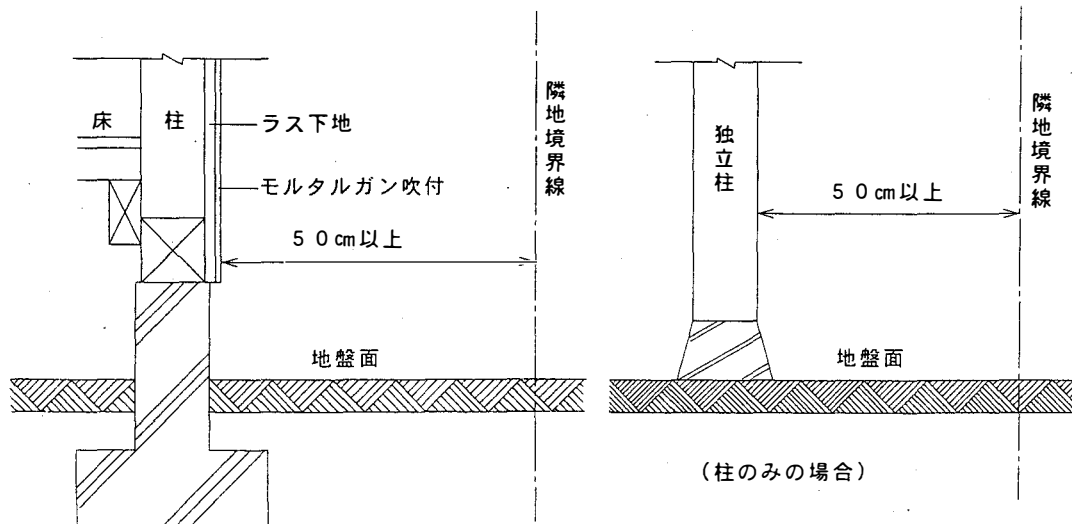 床
柱
ラス下地
モルタルガン吹付
50㎝以上
隣地境界線
地盤面
独立柱
50㎝以上
隣地境界線
地盤面
(柱のみの場合)